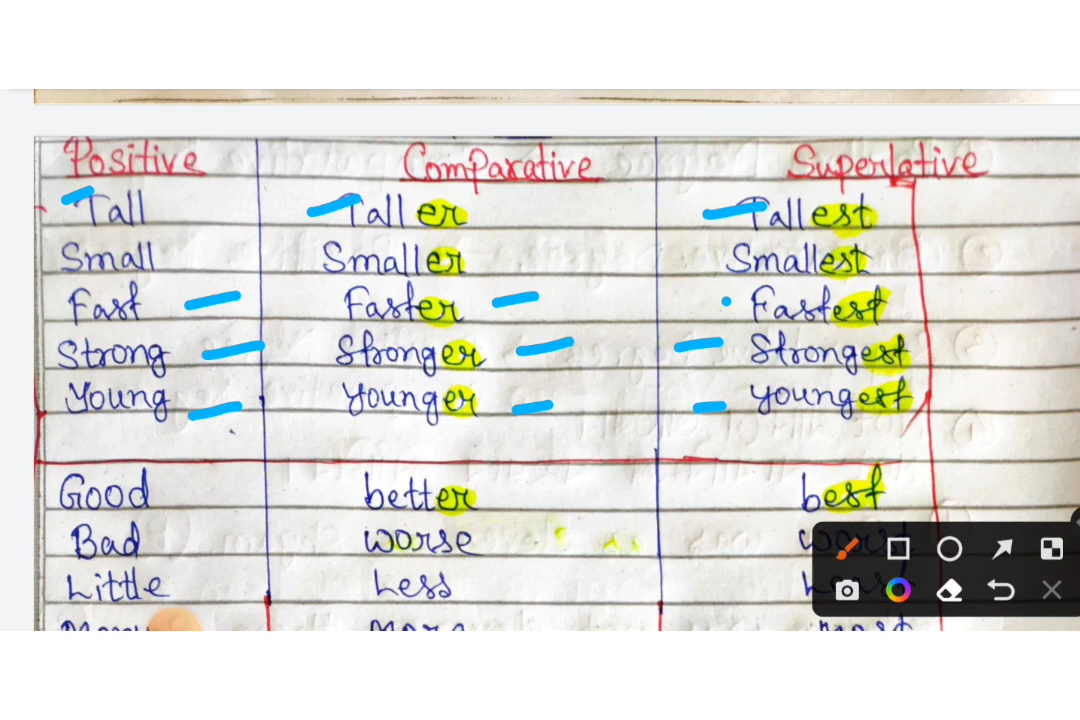 Positive Comparative Superlative
Tall Taller Tallest
Small Smaller Smallest
Fast Faster Fastest
Strong Stronger Strongest
Young Younger Youngest
Good better best
Bad worse
Little Less